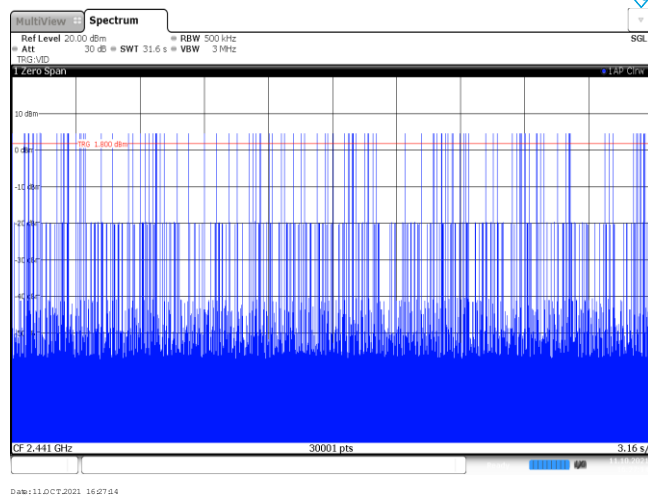 MultiView Spectrum
Ref Level 20.00 dBm RBW 500 kHz SGL
Att 30 dB SWT 31.6 s VBW 3 MHz
TRG:VID
1 Zero Span 1AP Clrw
10 dBm
TRG 1.800 dBm
0 dBm
-10 dBm
-20 dBm
-30 dBm
-40 dBm
CF 2.441 GHz 30001 pts 3.16 s/
Date:11.OCT.2021 16:27:14